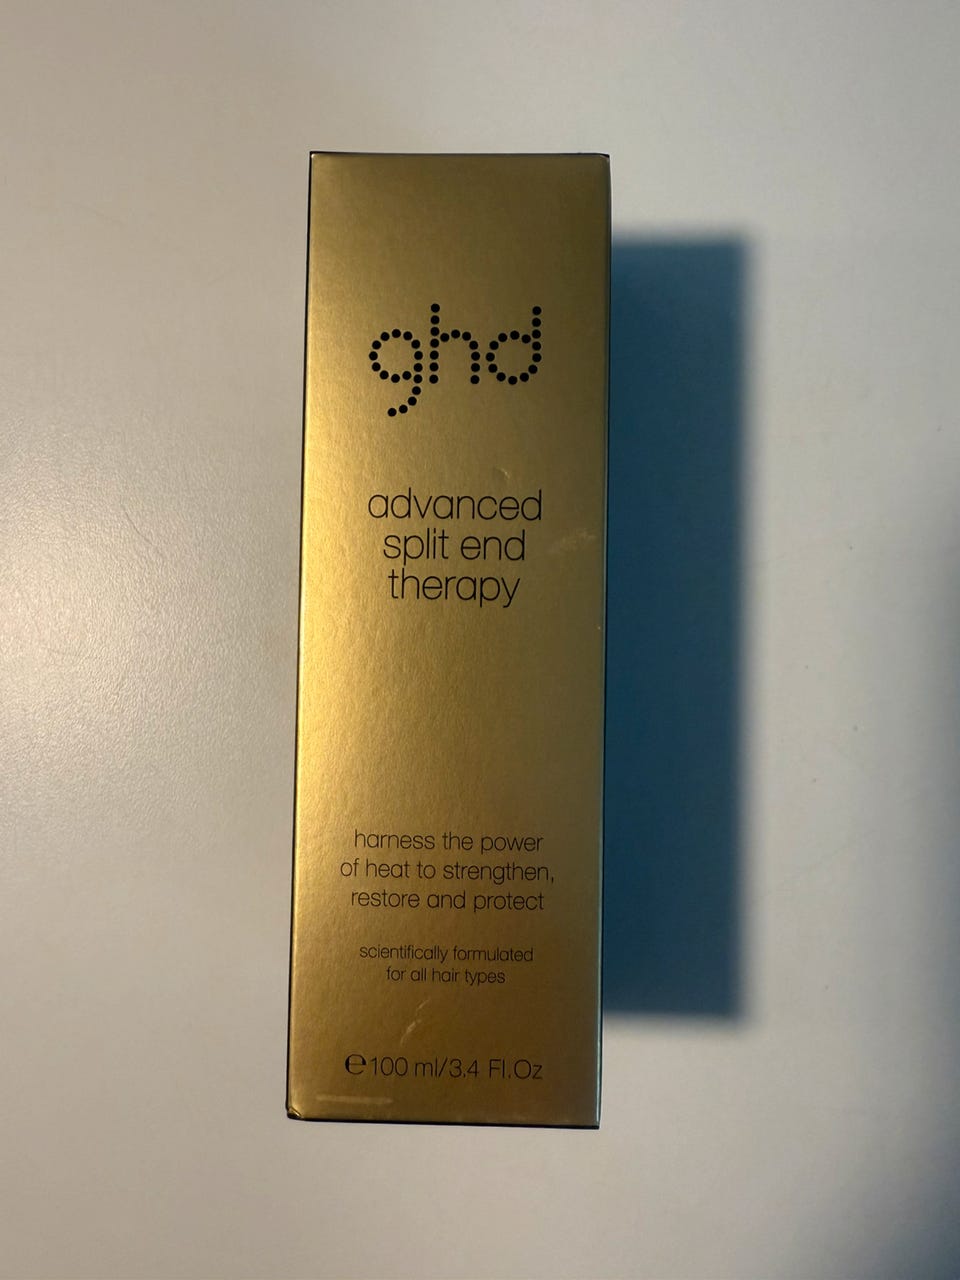 ghd
advanced
split end
therapy
harness the power
of heat to strengthen,
restore and protect
scientifically formulated
for all hair types
℮100 ml/3.4 Fl.Oz